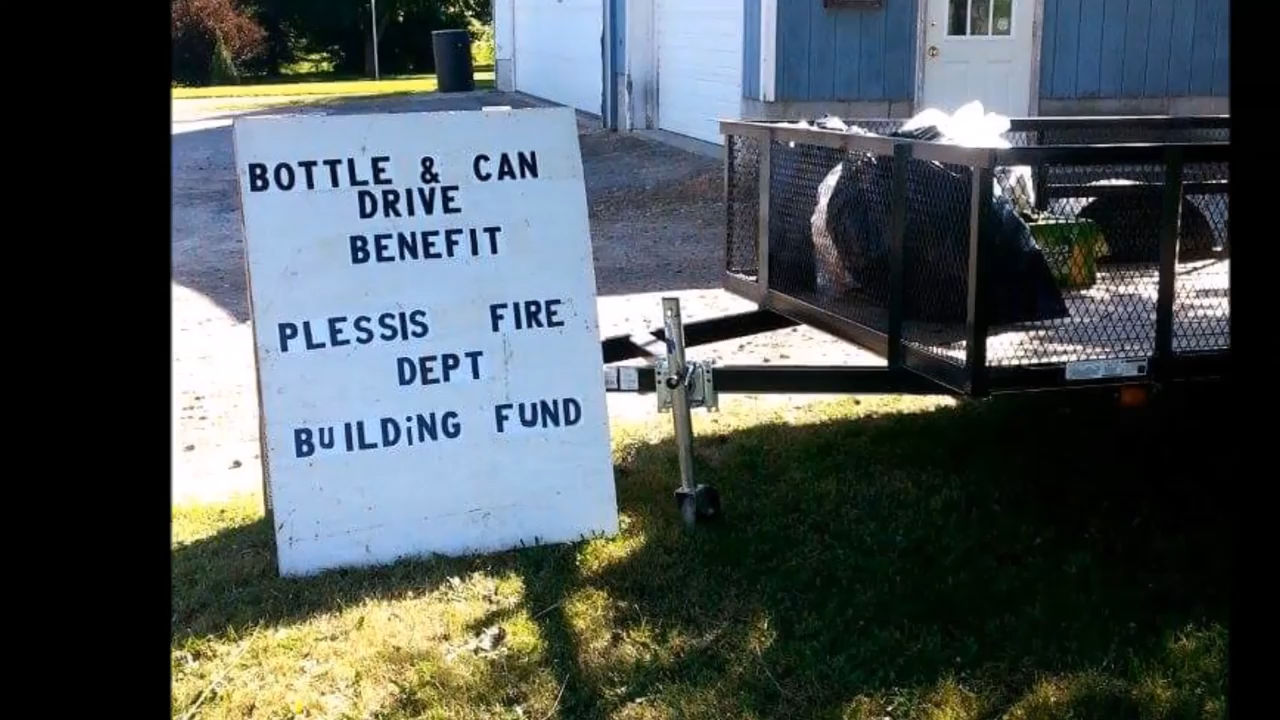 BOTTLE & CAN
DRIVE
BENEFIT
PLESSIS FIRE
DEPT
BuILDiNG FUND